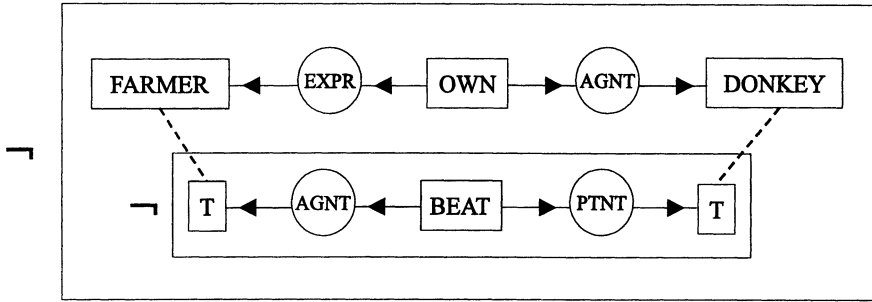 FARMER EXPR OWN AGNT DONKEY
¬
¬ T AGNT BEAT PTNT T